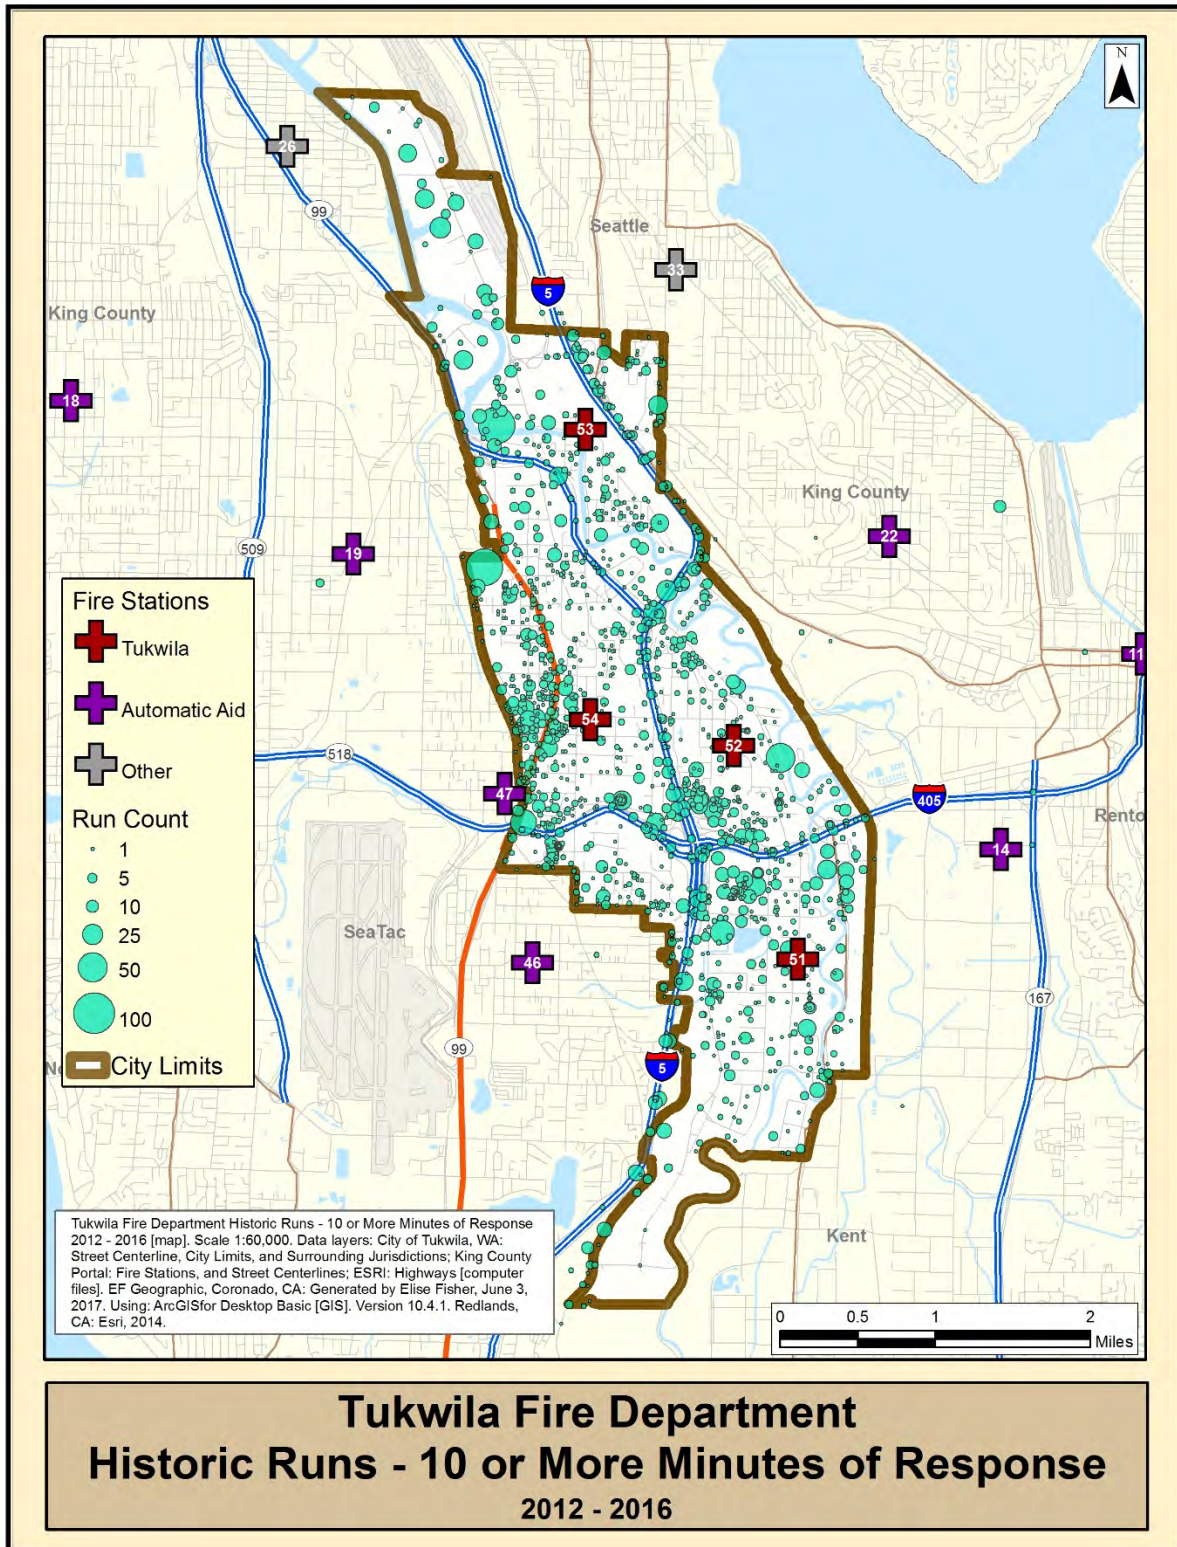 N
26
99
Seattle
33
5
King County
18
53
King County
22
509
19
Fire Stations
Tukwila
Automatic Aid
Other
Run Count
1
5
10
25
50
100
City Limits
11
54
52
518
47
405
Rento
14
SeaTac
46
51
167
99
5
Kent
Tukwila Fire Department Historic Runs - 10 or More Minutes of Response
2012 - 2016 [map]. Scale 1:60,000. Data layers: City of Tukwila, WA:
Street Centerline, City Limits, and Surrounding Jurisdictions; King County
Portal: Fire Stations, and Street Centerlines; ESRI: Highways [computer
files]. EF Geographic, Coronado, CA: Generated by Elise Fisher, June 3,
2017. Using: ArcGISfor Desktop Basic [GIS]. Version 10.4.1. Redlands,
CA: Esri, 2014.
0 0.5 1 2
Miles
Tukwila Fire Department
Historic Runs - 10 or More Minutes of Response
2012 - 2016